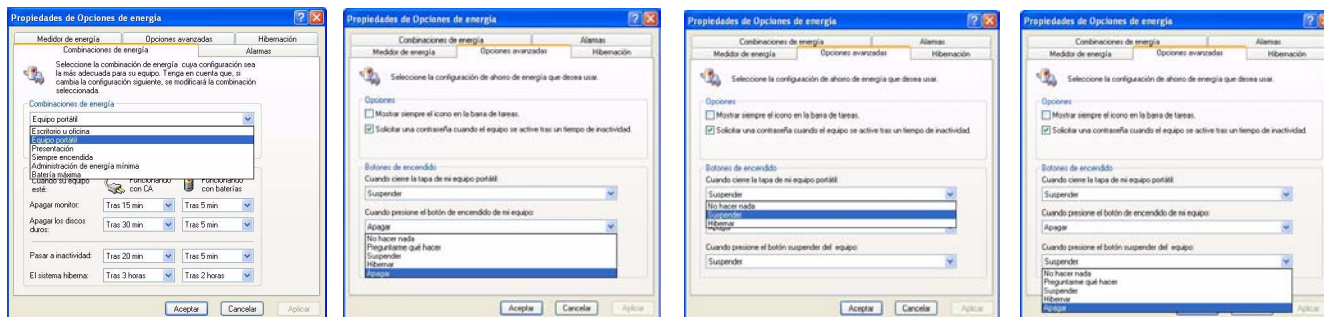 Propiedades de Opciones de energía
Medidor de energía Opciones avanzadas Hibernación
Combinaciones de energía Alarmas
Seleccione la combinación de energía cuya configuración sea
la más adecuada para su equipo. Tenga en cuenta que, si
cambia la configuración siguiente, se modificará la combinación
seleccionada.
Combinaciones de energía
Equipo portátil
Escritorio u oficina
Equipo portátil
Presentación
Siempre encendida
Administración de energía mínima
Batería máxima
Cuando su equipo Funcionando Funcionando
esté: con CA con baterías
Apagar monitor: Tras 15 min Tras 5 min
Apagar los discos
duros: Tras 30 min Tras 5 min
Pasar a inactividad: Tras 20 min Tras 5 min
El sistema hiberna: Tras 3 horas Tras 2 horas
Aceptar Cancelar Aplicar
Propiedades de Opciones de energía
Combinaciones de energía Alarmas
Medidor de energía Opciones avanzadas Hibernación
Seleccione la configuración de ahorro de energía que desea usar.
Opciones
Mostrar siempre el icono en la barra de tareas.
Solicitar una contraseña cuando el equipo se active tras un tiempo de inactividad.
Botones de encendido
Cuando cierre la tapa de mi equipo portátil:
Suspender
Cuando presione el botón de encendido de mi equipo:
Apagar
No hacer nada
Preguntarme qué hacer
Suspender
Hibernar
Apagar
Aceptar Cancelar Aplicar
Propiedades de Opciones de energía
Combinaciones de energía Alarmas
Medidor de energía Opciones avanzadas Hibernación
Seleccione la configuración de ahorro de energía que desea usar.
Opciones
Mostrar siempre el icono en la barra de tareas.
Solicitar una contraseña cuando el equipo se active tras un tiempo de inactividad.
Botones de encendido
Cuando cierre la tapa de mi equipo portátil:
Suspender
No hacer nada
Suspender
Hibernar
Apagar
Cuando presione el botón suspender del equipo:
Suspender
Aceptar Cancelar Aplicar
Propiedades de Opciones de energía
Combinaciones de energía Alarmas
Medidor de energía Opciones avanzadas Hibernación
Seleccione la configuración de ahorro de energía que desea usar.
Opciones
Mostrar siempre el icono en la barra de tareas.
Solicitar una contraseña cuando el equipo se active tras un tiempo de inactividad.
Botones de encendido
Cuando cierre la tapa de mi equipo portátil:
Suspender
Cuando presione el botón de encendido de mi equipo:
Apagar
Cuando presione el botón suspender del equipo:
Suspender
No hacer nada
Preguntarme qué hacer
Suspender
Hibernar
Apagar
Aplicar